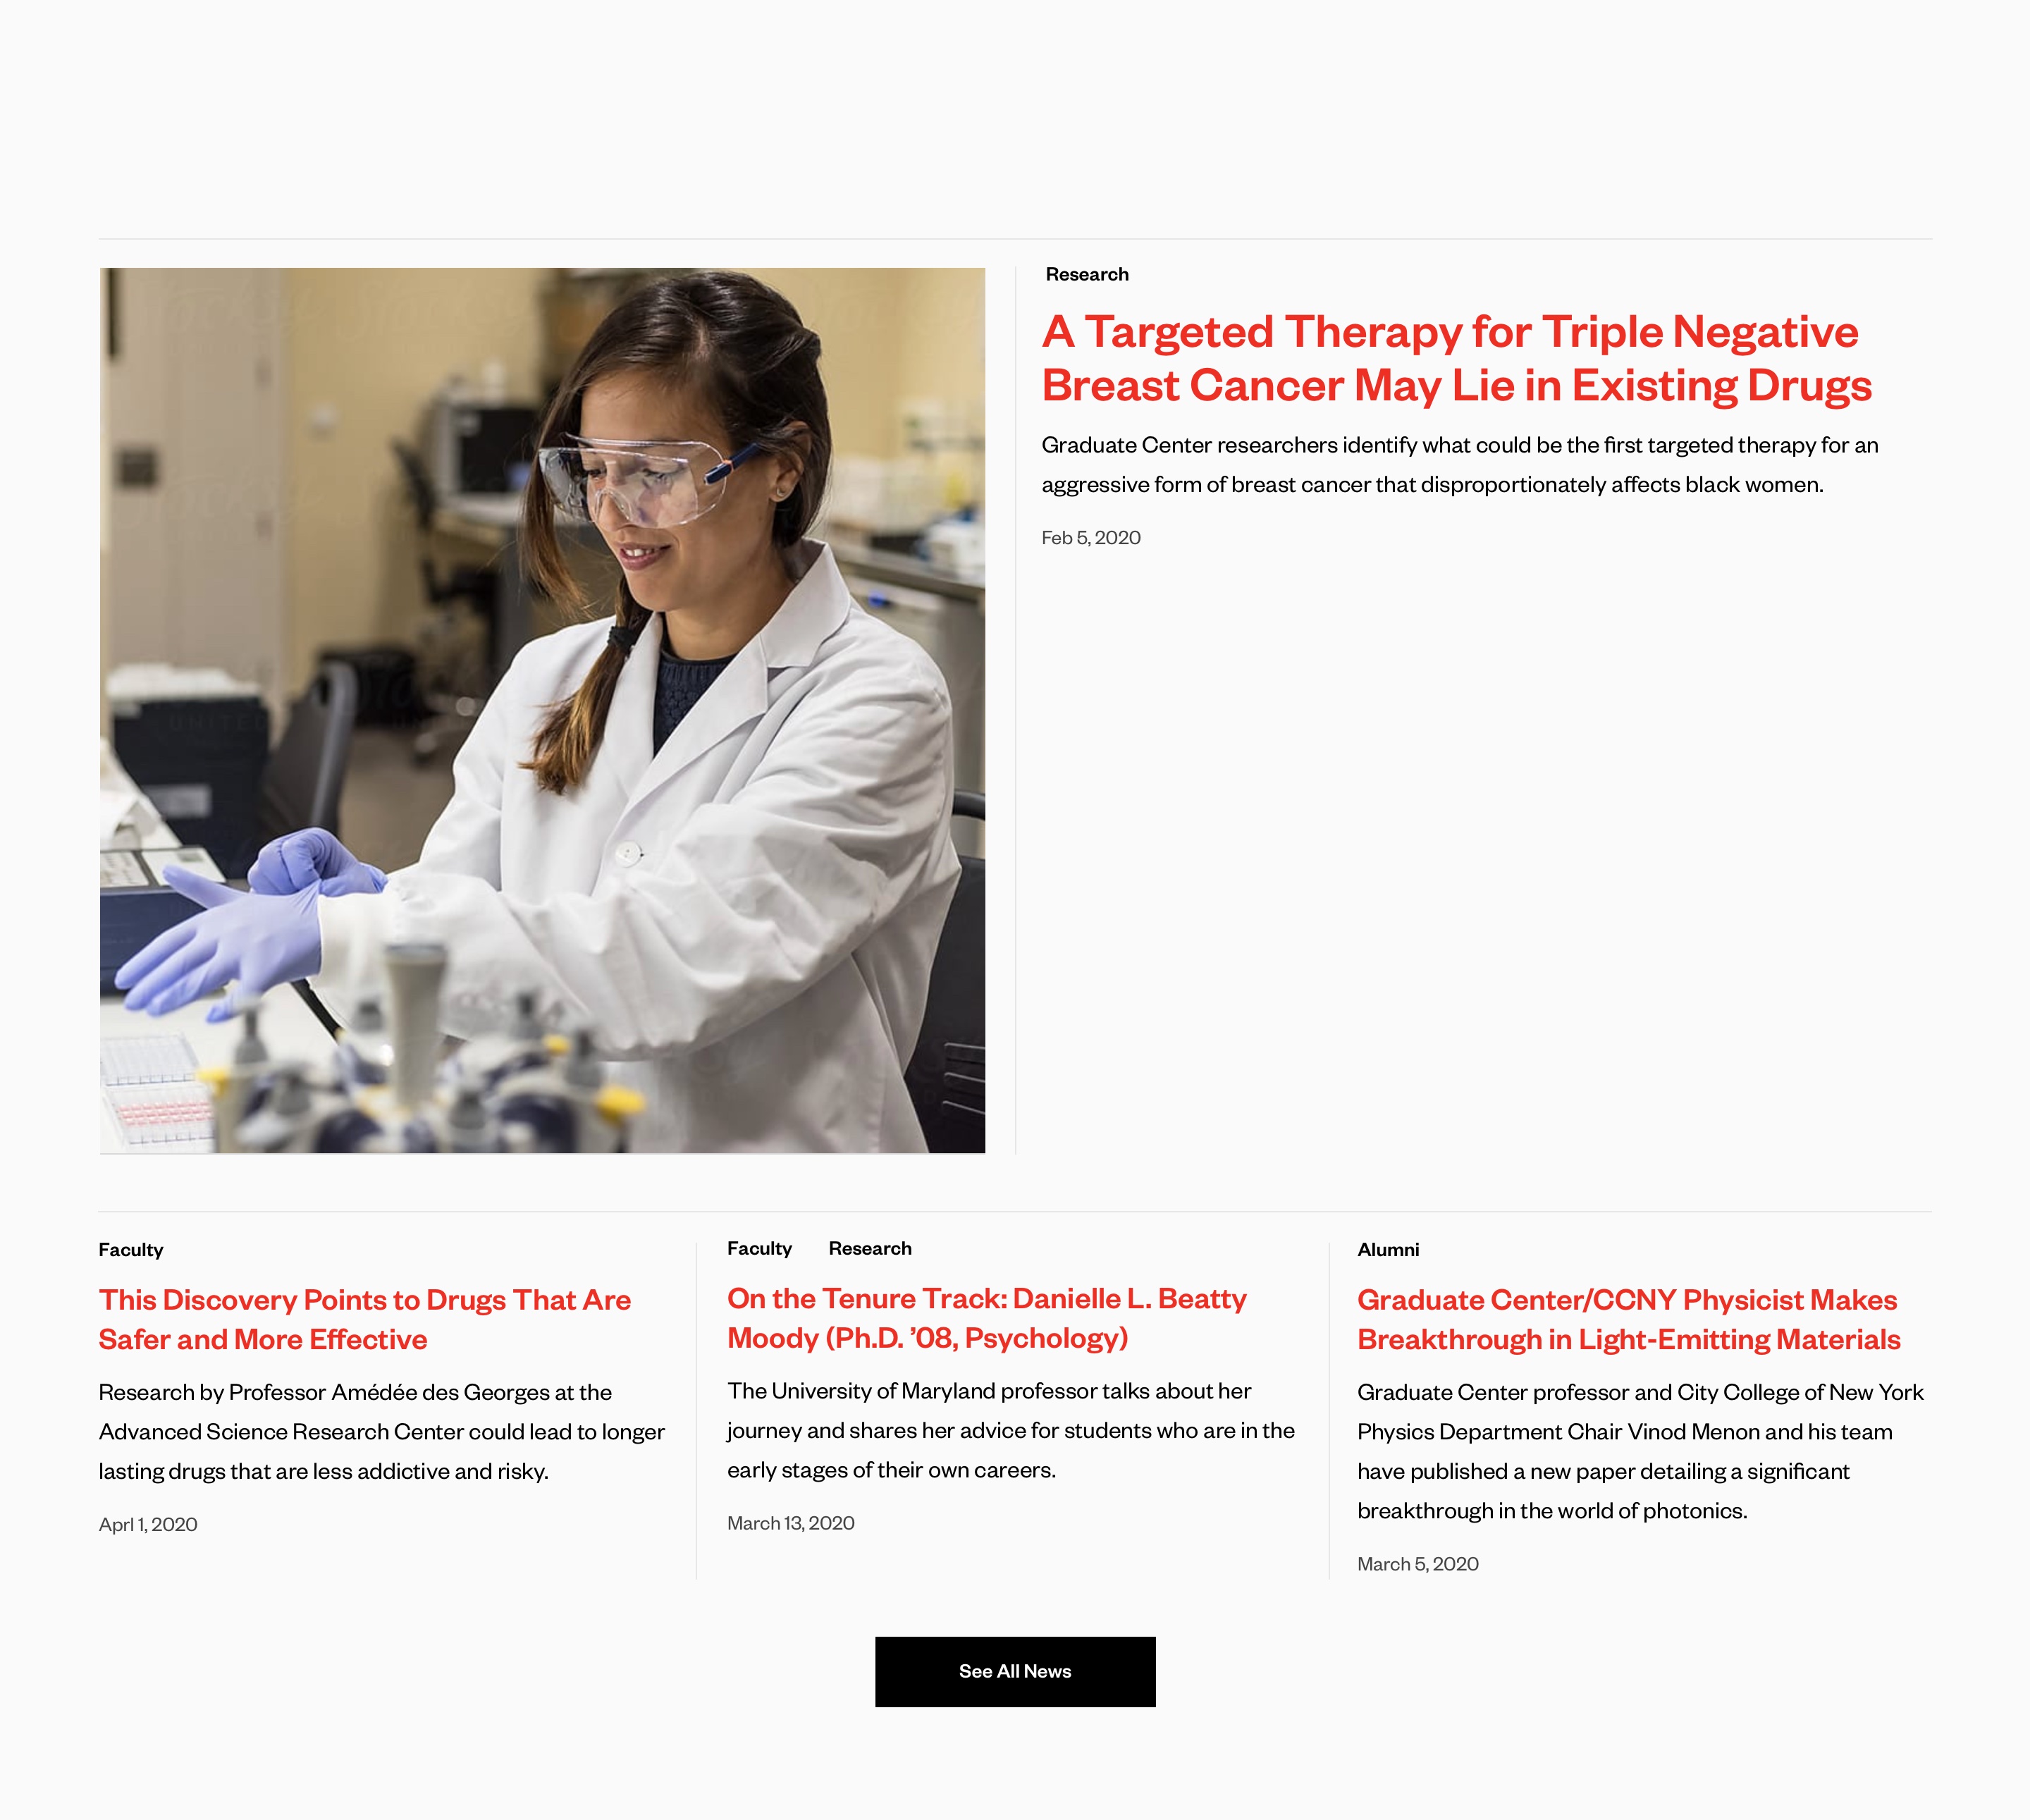 Research
A Targeted Therapy for Triple Negative
Breast Cancer May Lie in Existing Drugs
Graduate Center researchers identify what could be the first targeted therapy for an
aggressive form of breast cancer that disproportionately affects black women.
Feb 5, 2020
Faculty
This Discovery Points to Drugs That Are
Safer and More Effective
Research by Professor Amédée des Georges at the
Advanced Science Research Center could lead to longer
lasting drugs that are less addictive and risky.
Aprl 1, 2020
Faculty Research
On the Tenure Track: Danielle L. Beatty
Moody (Ph.D. ’08, Psychology)
The University of Maryland professor talks about her
journey and shares her advice for students who are in the
early stages of their own careers.
March 13, 2020
Alumni
Graduate Center/CCNY Physicist Makes
Breakthrough in Light-Emitting Materials
Graduate Center professor and City College of New York
Physics Department Chair Vinod Menon and his team
have published a new paper detailing a significant
breakthrough in the world of photonics.
March 5, 2020
See All News